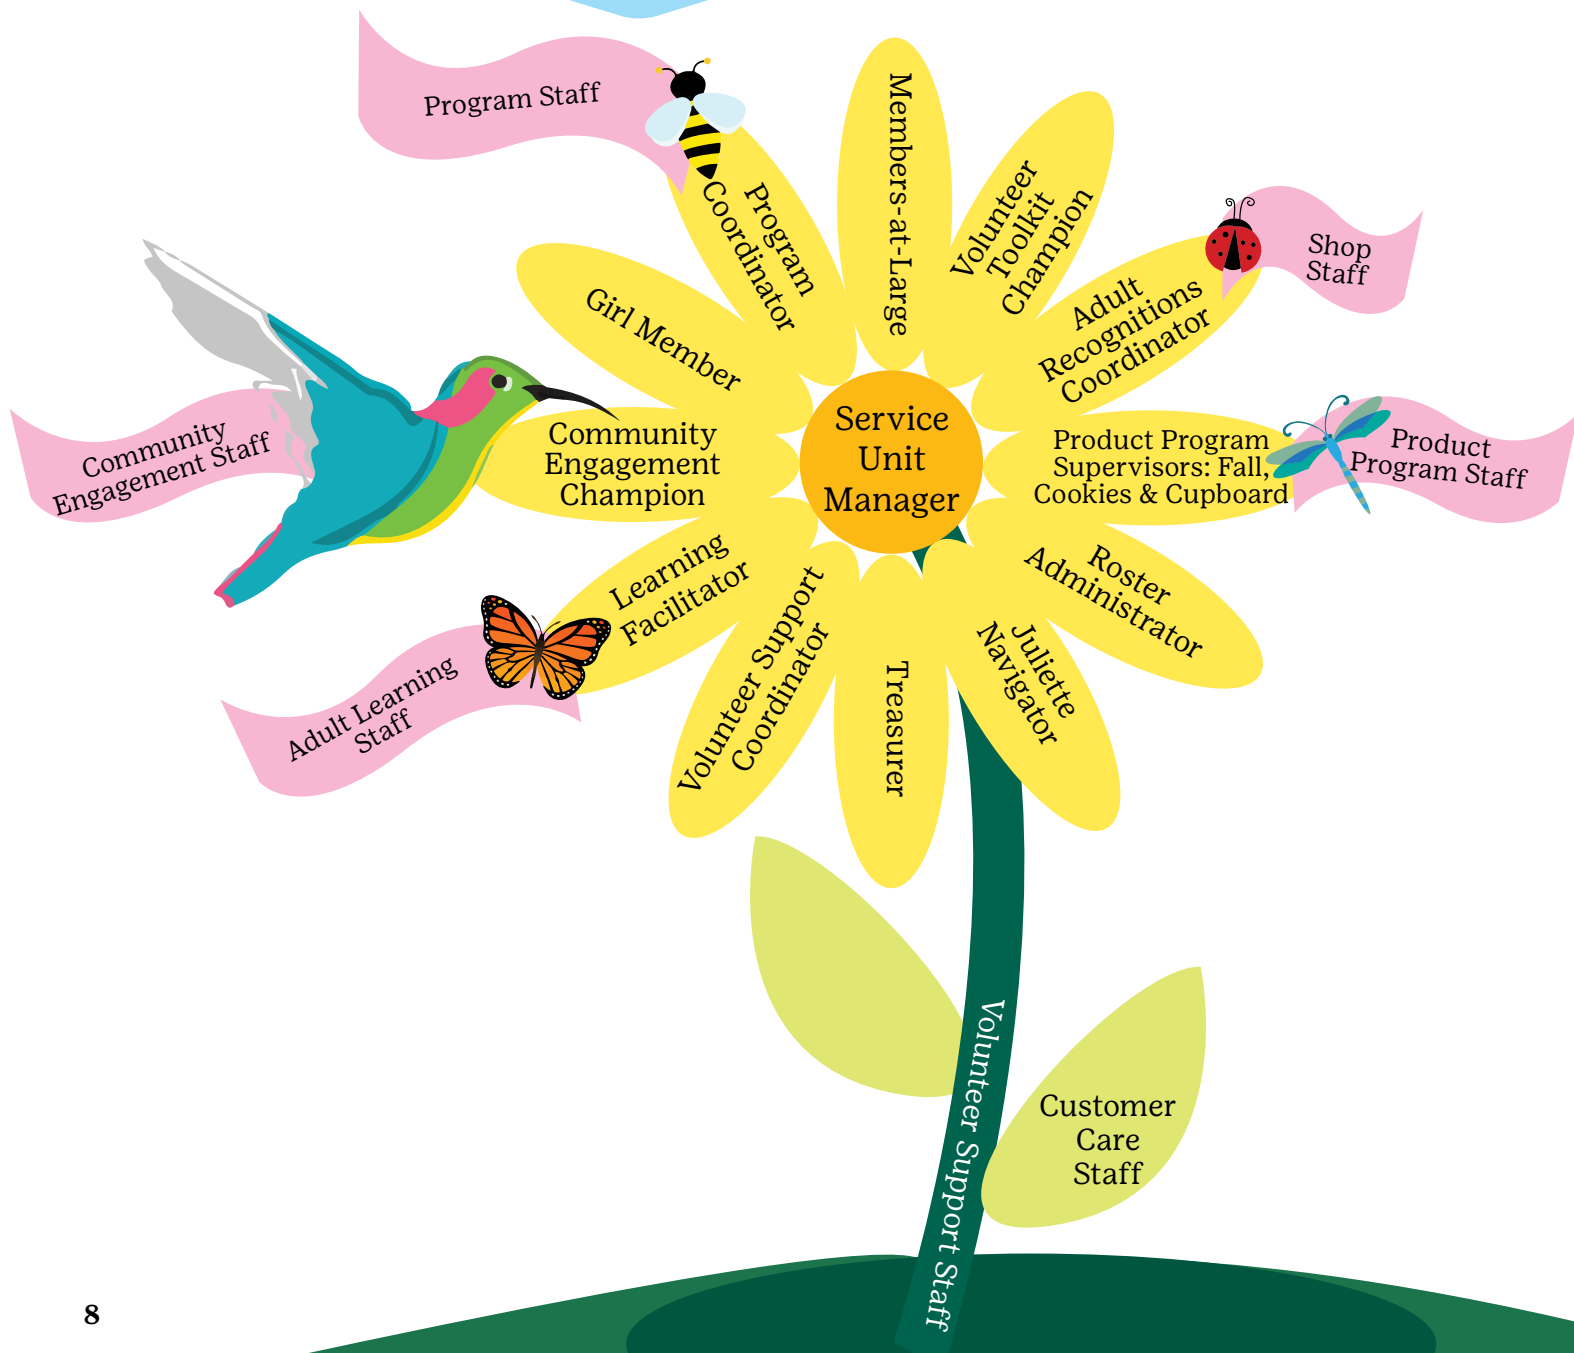 Program Staff
Members-at-Large
Volunteer
Toolkit
Champion
Program
Coordinator
Shop
Staff
Adult
Recognitions
Coordinator
Girl Member
Community
Engagement Staff
Community
Engagement
Champion
Service
Unit
Manager
Product Program
Supervisors: Fall,
Cookies & Cupboard
Product
Program Staff
Learning
Facilitator
Roster
Administrator
Adult Learning
Staff
Volunteer Support
Coordinator
Treasurer
Juliette
Navigator
Volunteer Support Staff
Customer
Care
Staff
8